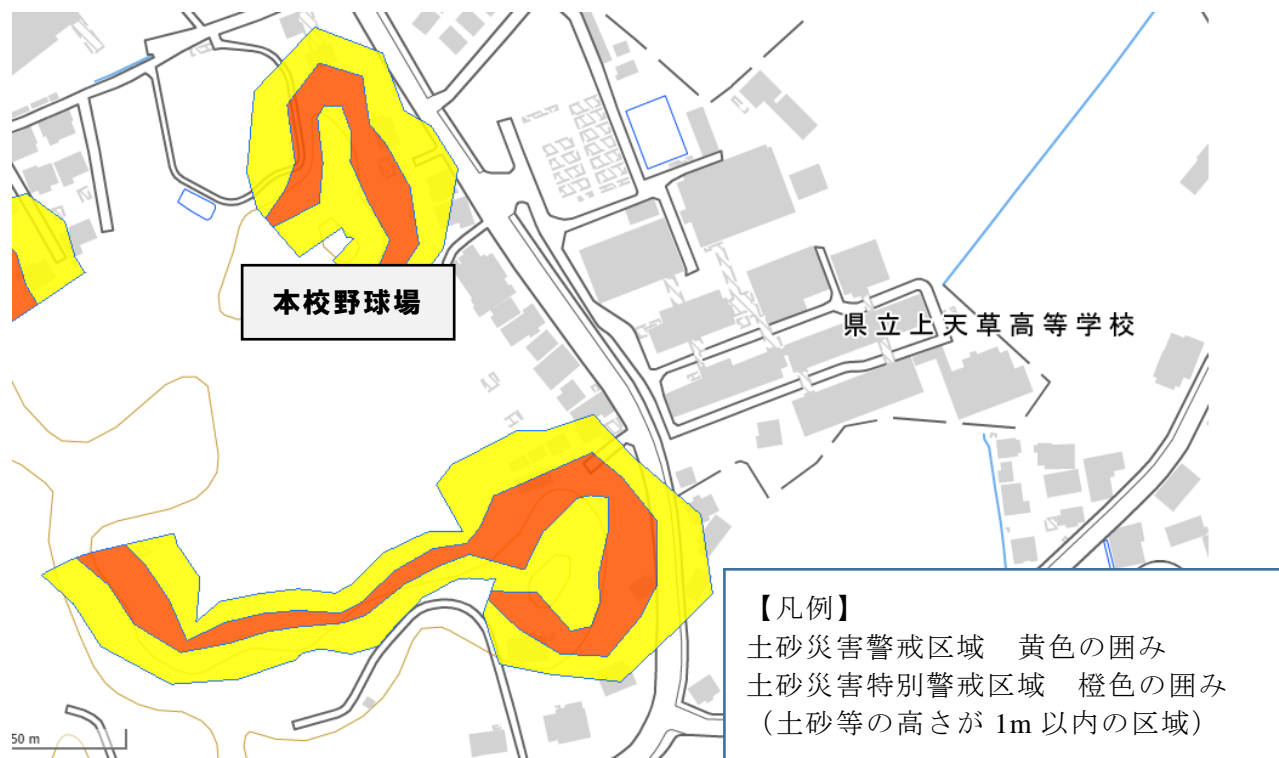 本校野球場
県立上天草高等学校
【凡例】
土砂災害警戒区域　黄色の囲み
土砂災害特別警戒区域　橙色の囲み
（土砂等の高さが 1m 以内の区域）
50 m